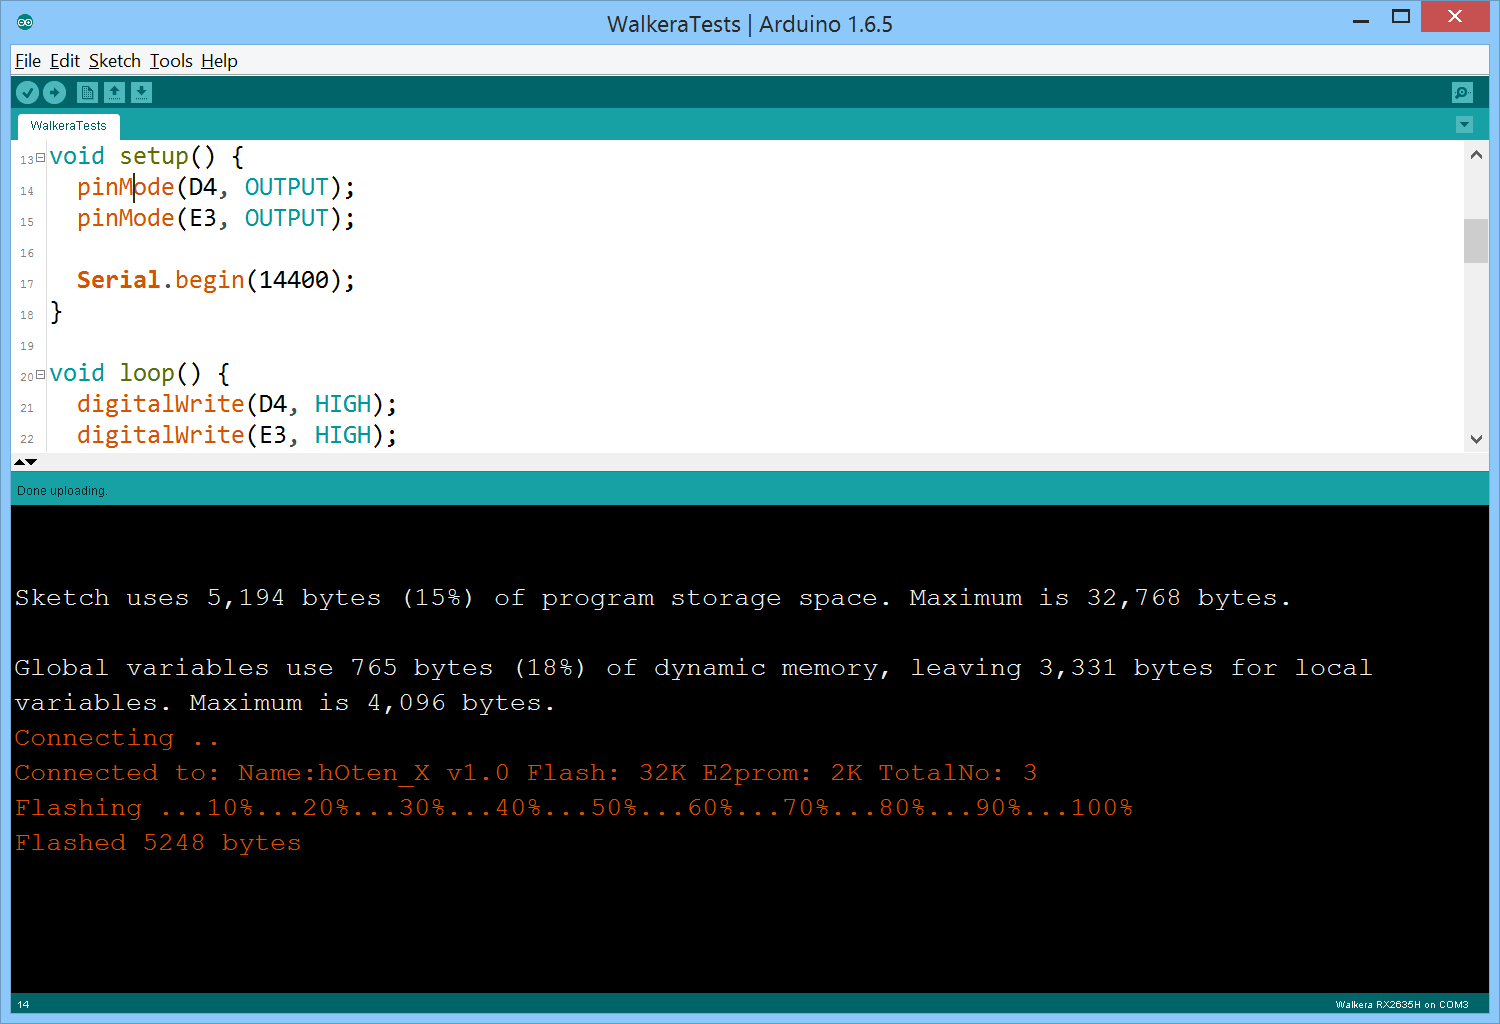 WalkeraTests | Arduino 1.6.5
File Edit Sketch Tools Help
WalkeraTests
13 void setup() {
14 pinMode(D4, OUTPUT);
15 pinMode(E3, OUTPUT);
16
17 Serial.begin(14400);
18 }
19
20 void loop() {
21 digitalWrite(D4, HIGH);
22 digitalWrite(E3, HIGH);
Done uploading.
Sketch uses 5,194 bytes (15%) of program storage space. Maximum is 32,768 bytes.
Global variables use 765 bytes (18%) of dynamic memory, leaving 3,331 bytes for local
variables. Maximum is 4,096 bytes.
Connecting ..
Connected to: Name:hOten_X v1.0 Flash: 32K E2prom: 2K TotalNo: 3
Flashing ...10%...20%...30%...40%...50%...60%...70%...80%...90%...100%
Flashed 5248 bytes
14 Walkera RX2635H on COM3